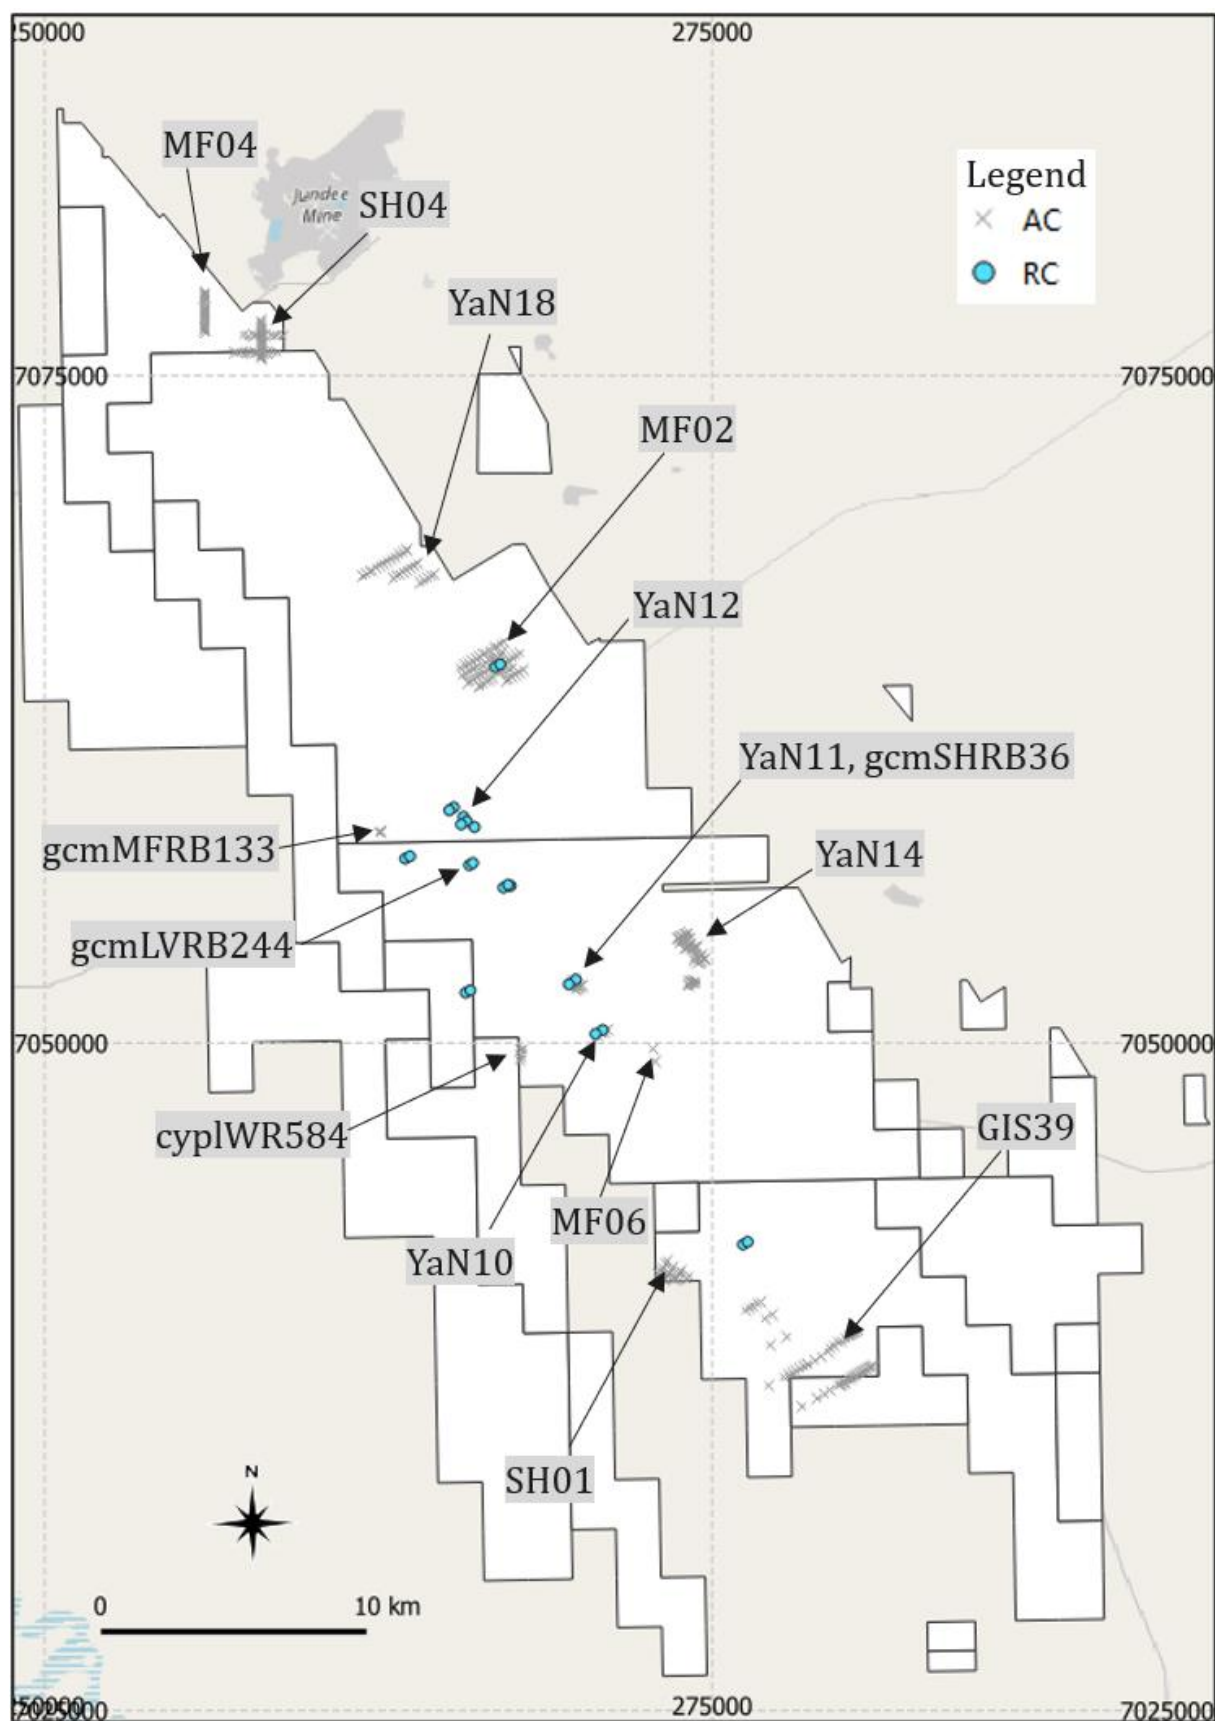 250000
275000
MF04
Legend
Jundee
Mine
SH04
AC
RC
YaN18
7075000
7075000
MF02
YaN12
YaN11, gcmSHRB36
gcmMFRB133
YaN14
gcmLVRB244
7050000
7050000
cyplWR584
GIS39
MF06
YaN10
SH01
N
0
10 km
250000
275000
7025000
7025000